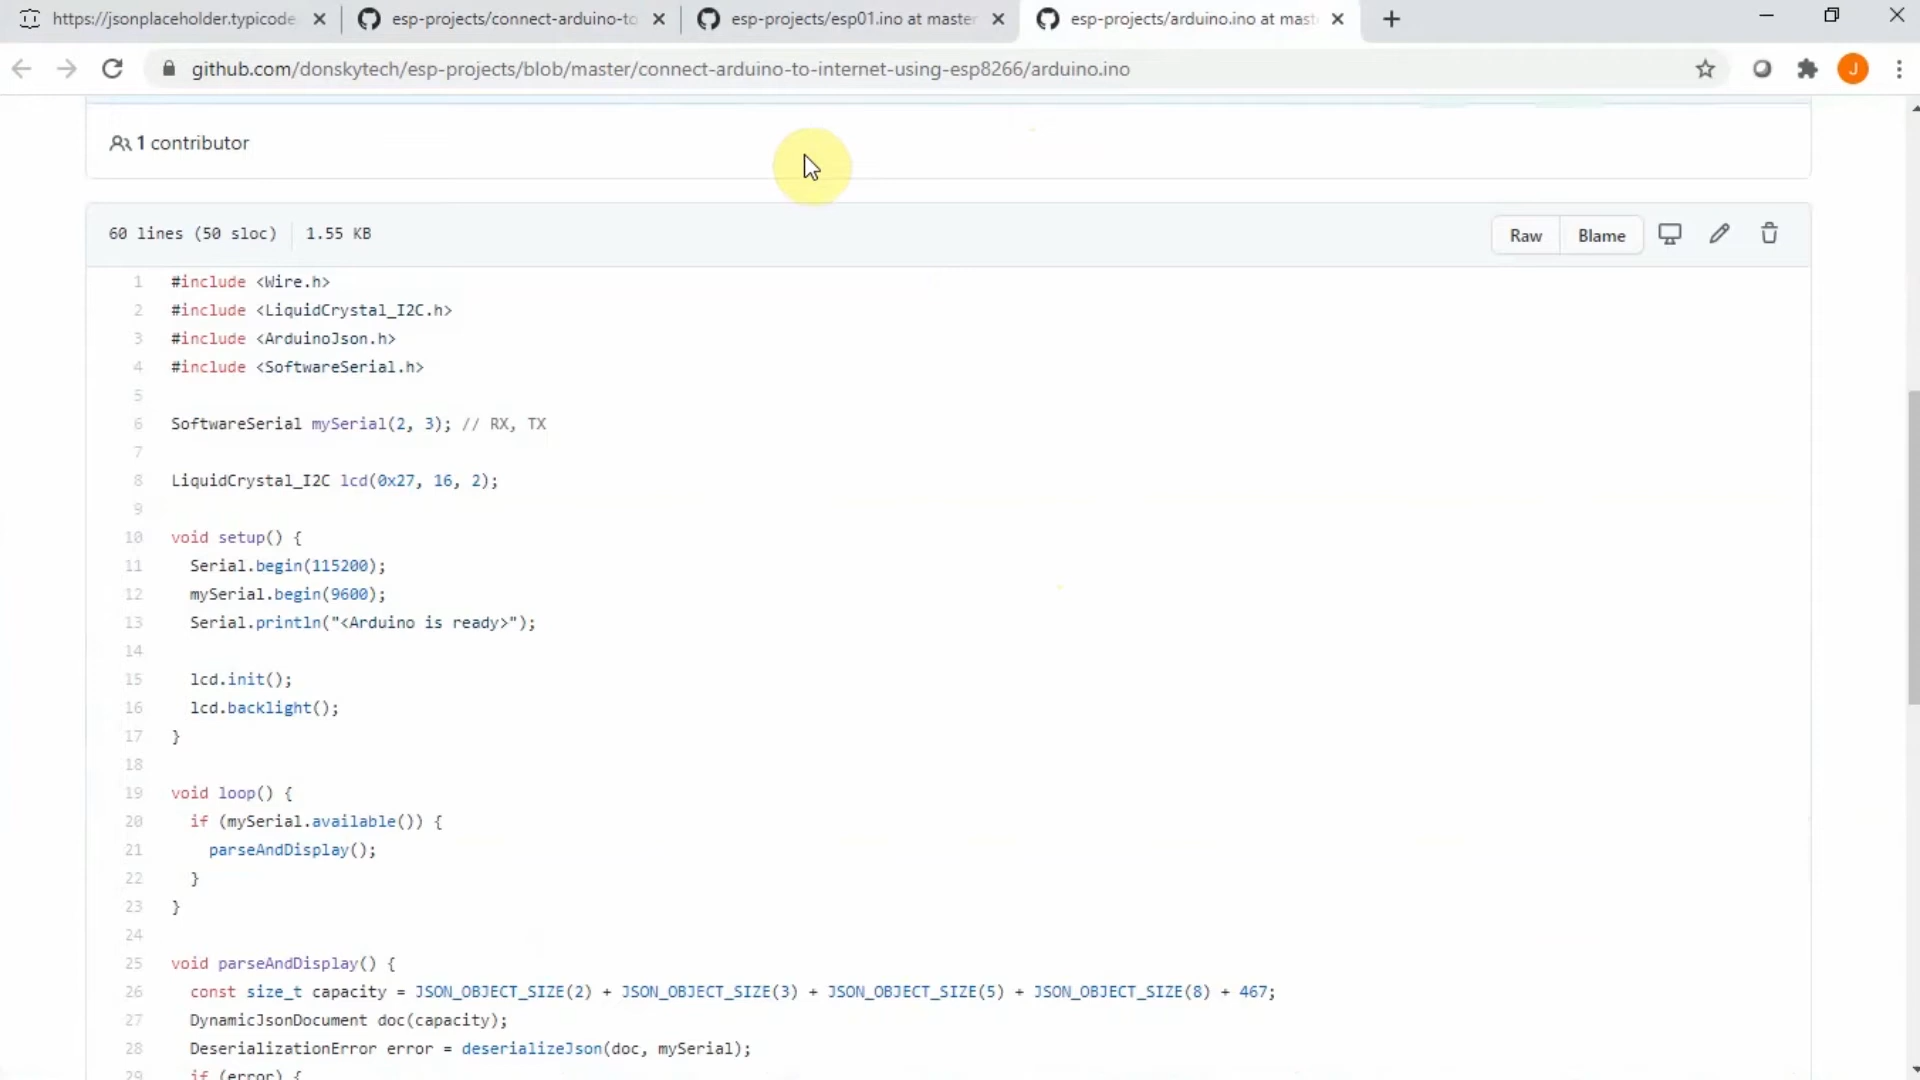 https://jsonplaceholder.typicode
esp-projects/connect-arduino-to
esp-projects/esp01.ino at master
esp-projects/arduino.ino at mast
github.com/donskytech/esp-projects/blob/master/connect-arduino-to-internet-using-esp8266/arduino.ino
J
1 contributor
60 lines (50 sloc) 1.55 KB
Raw Blame
1 #include <Wire.h>
2 #include <LiquidCrystal_I2C.h>
3 #include <ArduinoJson.h>
4 #include <SoftwareSerial.h>
5
6 SoftwareSerial mySerial(2, 3); // RX, TX
7
8 LiquidCrystal_I2C lcd(0x27, 16, 2);
9
10 void setup() {
11 Serial.begin(115200);
12 mySerial.begin(9600);
13 Serial.println("<Arduino is ready>");
14
15 lcd.init();
16 lcd.backlight();
17 }
18
19 void loop() {
20 if (mySerial.available()) {
21 parseAndDisplay();
22 }
23 }
24
25 void parseAndDisplay() {
26 const size_t capacity = JSON_OBJECT_SIZE(2) + JSON_OBJECT_SIZE(3) + JSON_OBJECT_SIZE(5) + JSON_OBJECT_SIZE(8) + 467;
27 DynamicJsonDocument doc(capacity);
28 DeserializationError error = deserializeJson(doc, mySerial);
29 if (error) {